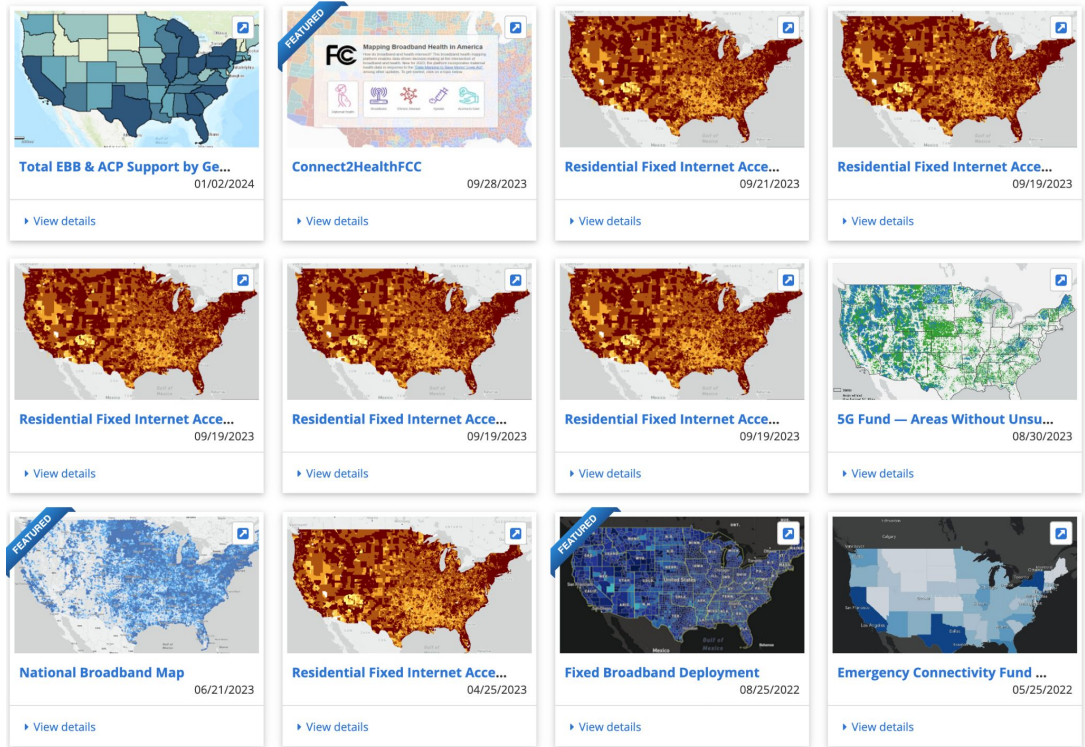 Total EBB & ACP Support by Ge...
01/02/2024
View details
FEATURED
FCC
Mapping Broadband Health in America
Connect2HealthFCC
09/28/2023
View details
Residential Fixed Internet Acce...
09/21/2023
View details
Residential Fixed Internet Acce...
09/19/2023
View details
Residential Fixed Internet Acce...
09/19/2023
View details
Residential Fixed Internet Acce...
09/19/2023
View details
Residential Fixed Internet Acce...
09/19/2023
View details
5G Fund — Areas Without Unsu...
08/30/2023
View details
FEATURED
National Broadband Map
06/21/2023
View details
Residential Fixed Internet Acce...
04/25/2023
View details
FEATURED
United States
Gulf of
Mexico
Mexico
Fixed Broadband Deployment
08/25/2022
View details
Emergency Connectivity Fund ...
05/25/2022
View details